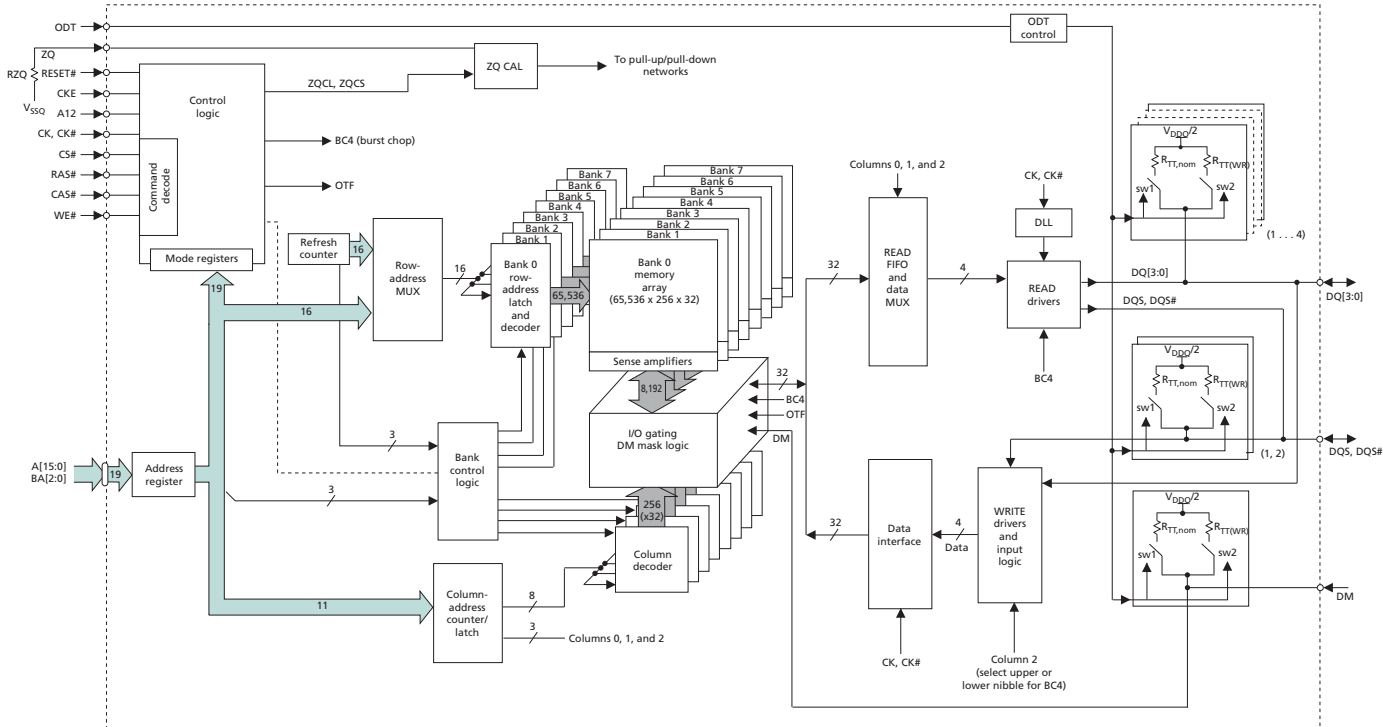 ODT
ODT
control
ZQ
RZQ
RESET#
CKE
VSSQ
A12
CK, CK#
CS#
RAS#
CAS#
WE#
Control
logic
Command
decode
Mode registers
ZQCL, ZQCS
ZQ CAL
To pull-up/pull-down
networks
BC4 (burst chop)
OTF
Refresh
counter
16
Row-
address
MUX
16
19
16
Bank 7
Bank 6
Bank 5
Bank 4
Bank 3
Bank 2
Bank 1
Bank 0
row-
address
latch
and
decoder
65,536
Bank 7
Bank 6
Bank 5
Bank 4
Bank 3
Bank 2
Bank 1
Bank 0
memory
array
(65,536 x 256 x 32)
Sense amplifiers
8,192
I/O gating
DM mask logic
32
BC4
OTF
DM
256
(x32)
Column
decoder
3
Bank
control
logic
3
A[15:0]
BA[2:0]
19
Address
register
11
Column-
address
counter/
latch
8
3
Columns 0, 1, and 2
Columns 0, 1, and 2
32
READ
FIFO
and
data
MUX
4
CK, CK#
DLL
READ
drivers
BC4
DQ[3:0]
DQS, DQS#
32
Data
interface
4
Data
WRITE
drivers
and
input
logic
CK, CK#
Column 2
(select upper or
lower nibble for BC4)
VDDQ/2
RTT,nom
RTT(WR)
sw1
sw2
(1 . . . 4)
DQ[3:0]
VDDQ/2
RTT,nom
RTT(WR)
sw1
sw2
(1, 2)
DQS, DQS#
VDDQ/2
RTT,nom
RTT(WR)
sw1
sw2
DM